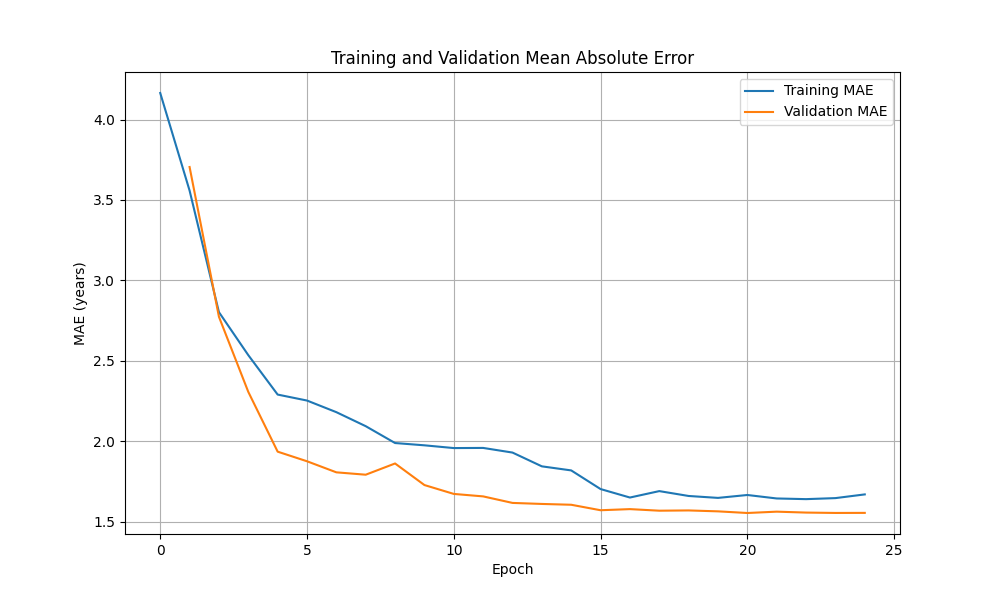 Training and Validation Mean Absolute Error
Training MAE
Validation MAE
MAE (years)
4.0
3.5
3.0
2.5
2.0
1.5
0 5 10 15 20 25
Epoch